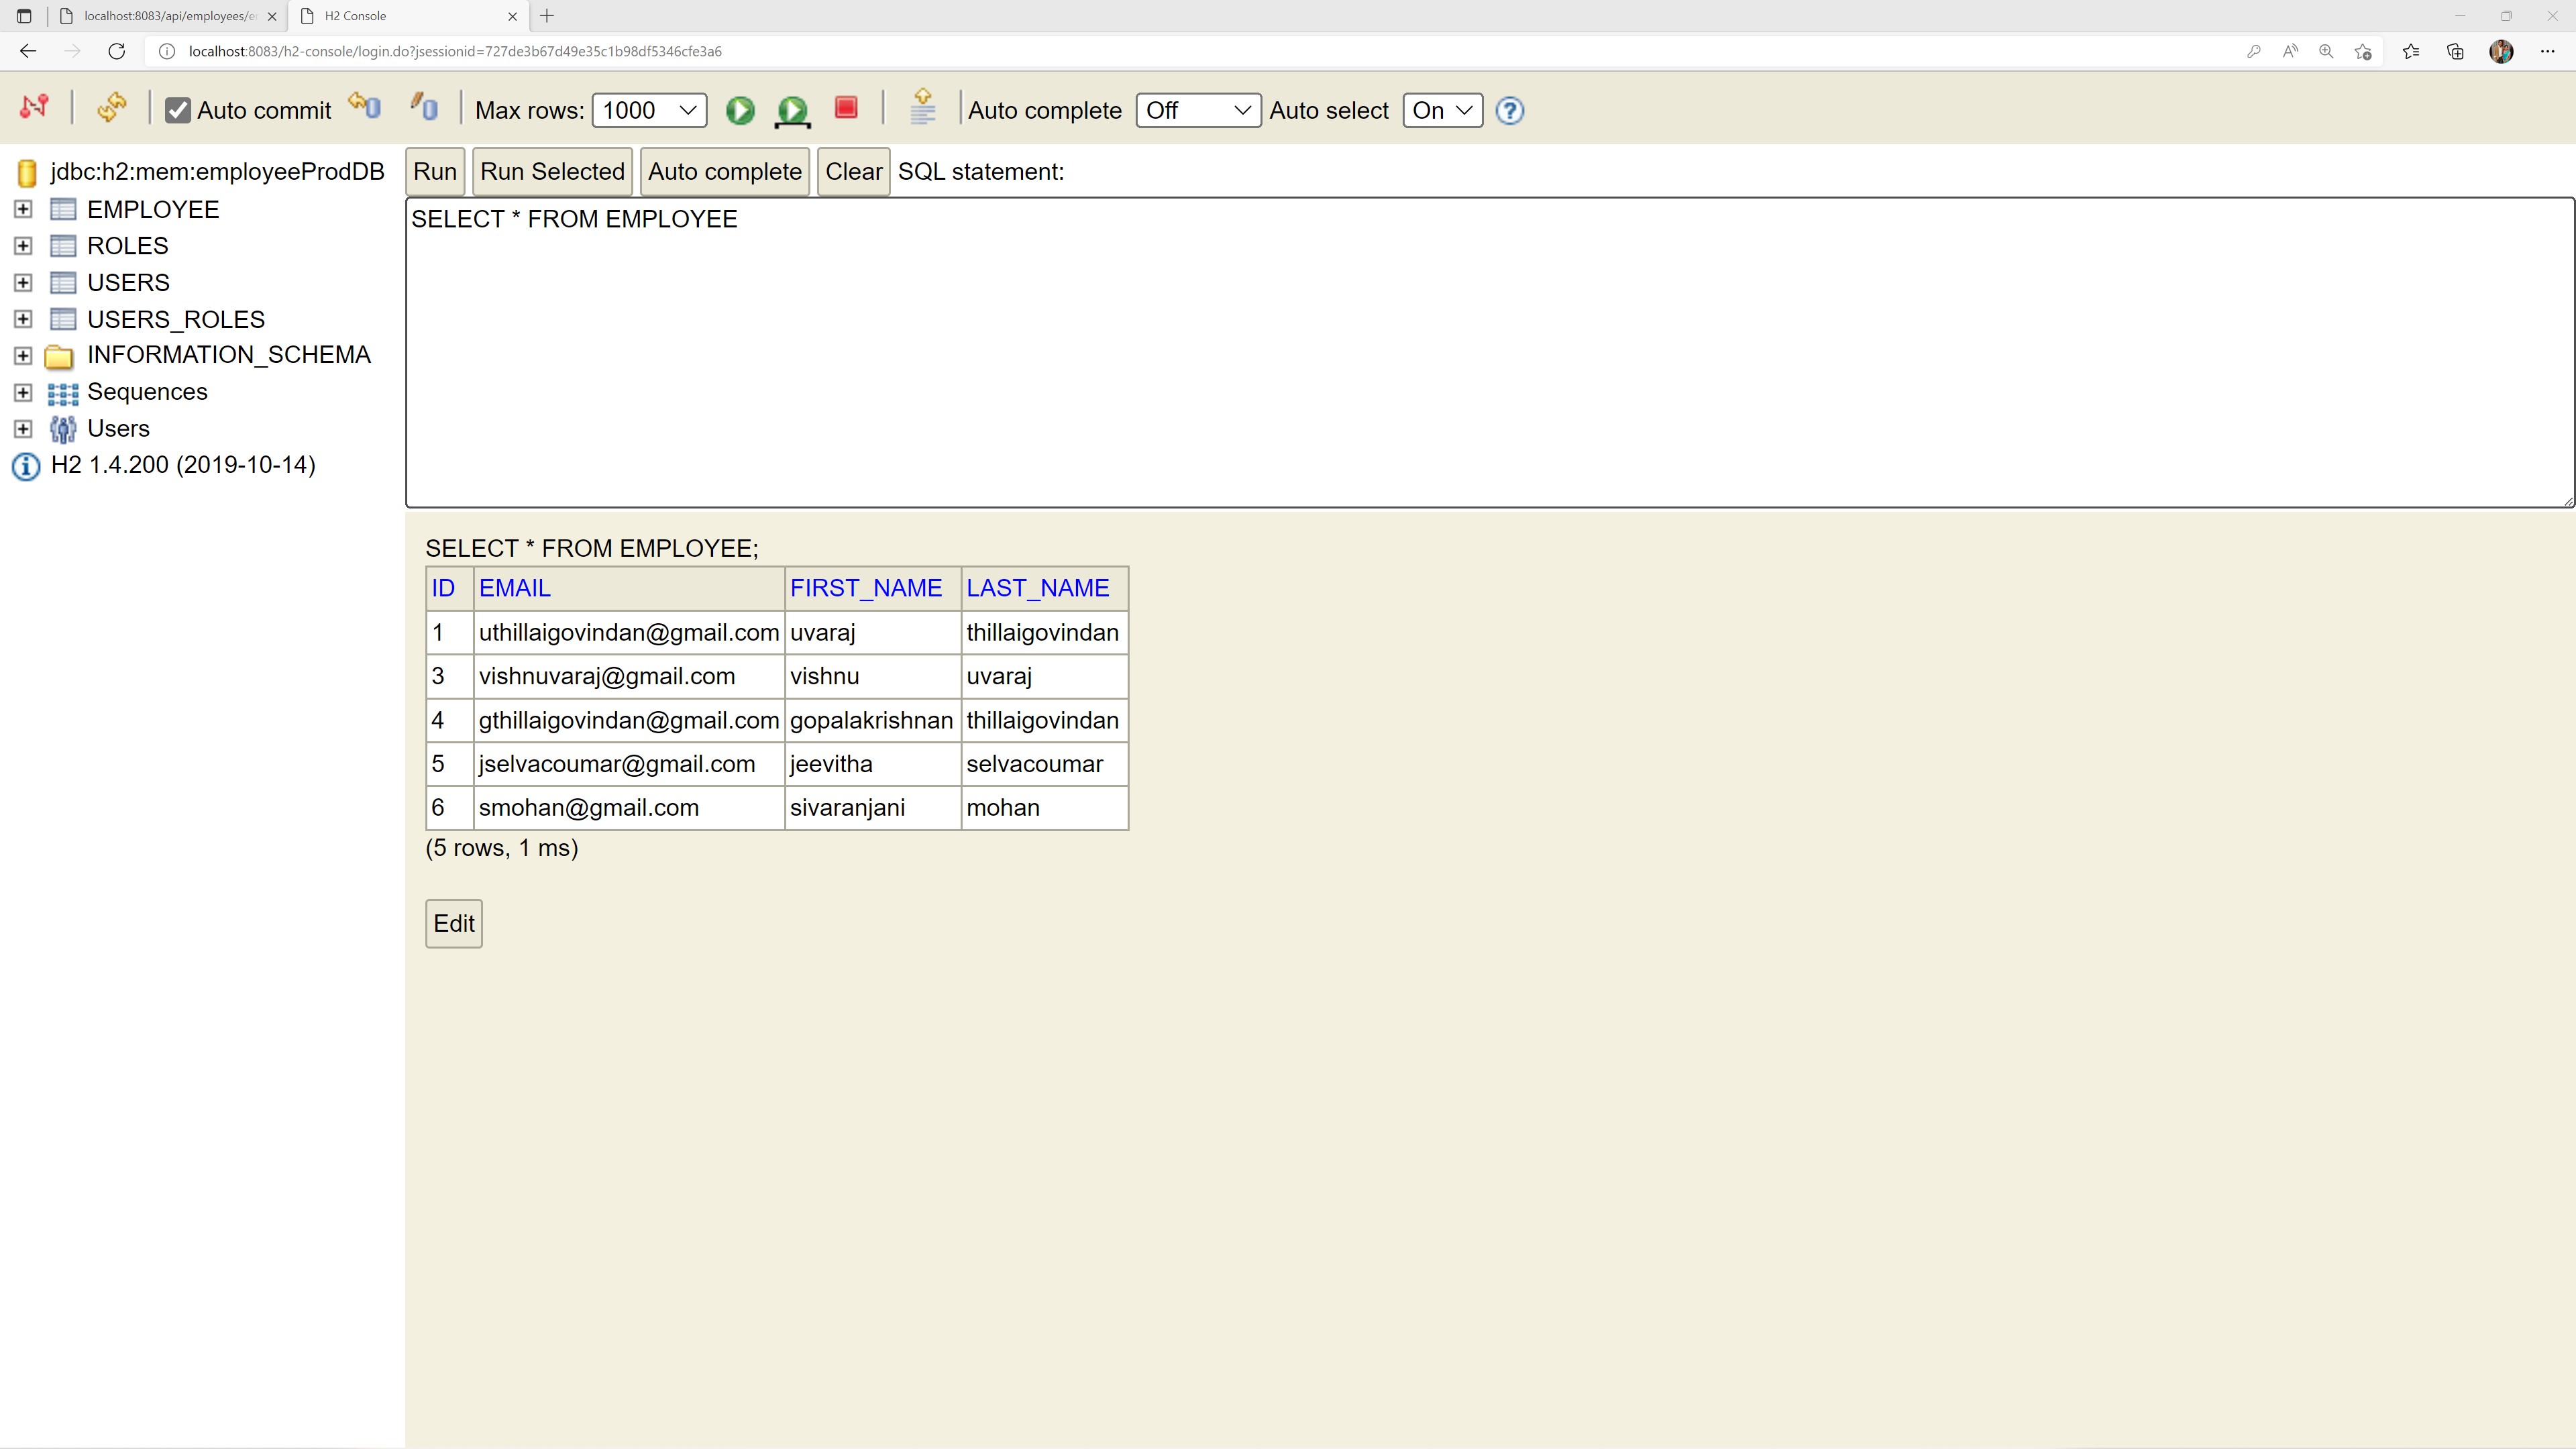 localhost:8083/api/employees/e
H2 Console
localhost:8083/h2-console/login.do?jsessionid=727de3b67d49e35c1b98df5346cfe3a6
Auto commit
Max rows: 1000
Auto complete Off
Auto select On
jdbc:h2:mem:employeeProdDB
EMPLOYEE
ROLES
USERS
USERS_ROLES
INFORMATION_SCHEMA
Sequences
Users
H2 1.4.200 (2019-10-14)
Run Run Selected Auto complete Clear SQL statement:
SELECT * FROM EMPLOYEE
SELECT * FROM EMPLOYEE;
ID EMAIL FIRST_NAME LAST_NAME
1 uthillaigovindan@gmail.com uvaraj thillaigovindan
3 vishnuvaraj@gmail.com vishnu uvaraj
4 gthillaigovindan@gmail.com gopalakrishnan thillaigovindan
5 jselvacoumar@gmail.com jeevitha selvacoumar
6 smohan@gmail.com sivaranjani mohan
(5 rows, 1 ms)
Edit